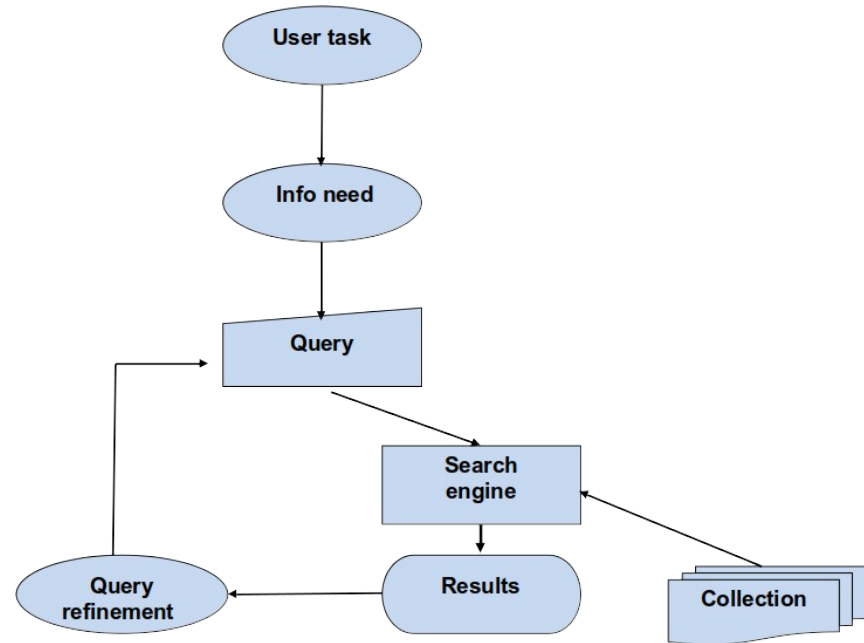 User task
Info need
Query
Search
engine
Results
Query
refinement
Collection